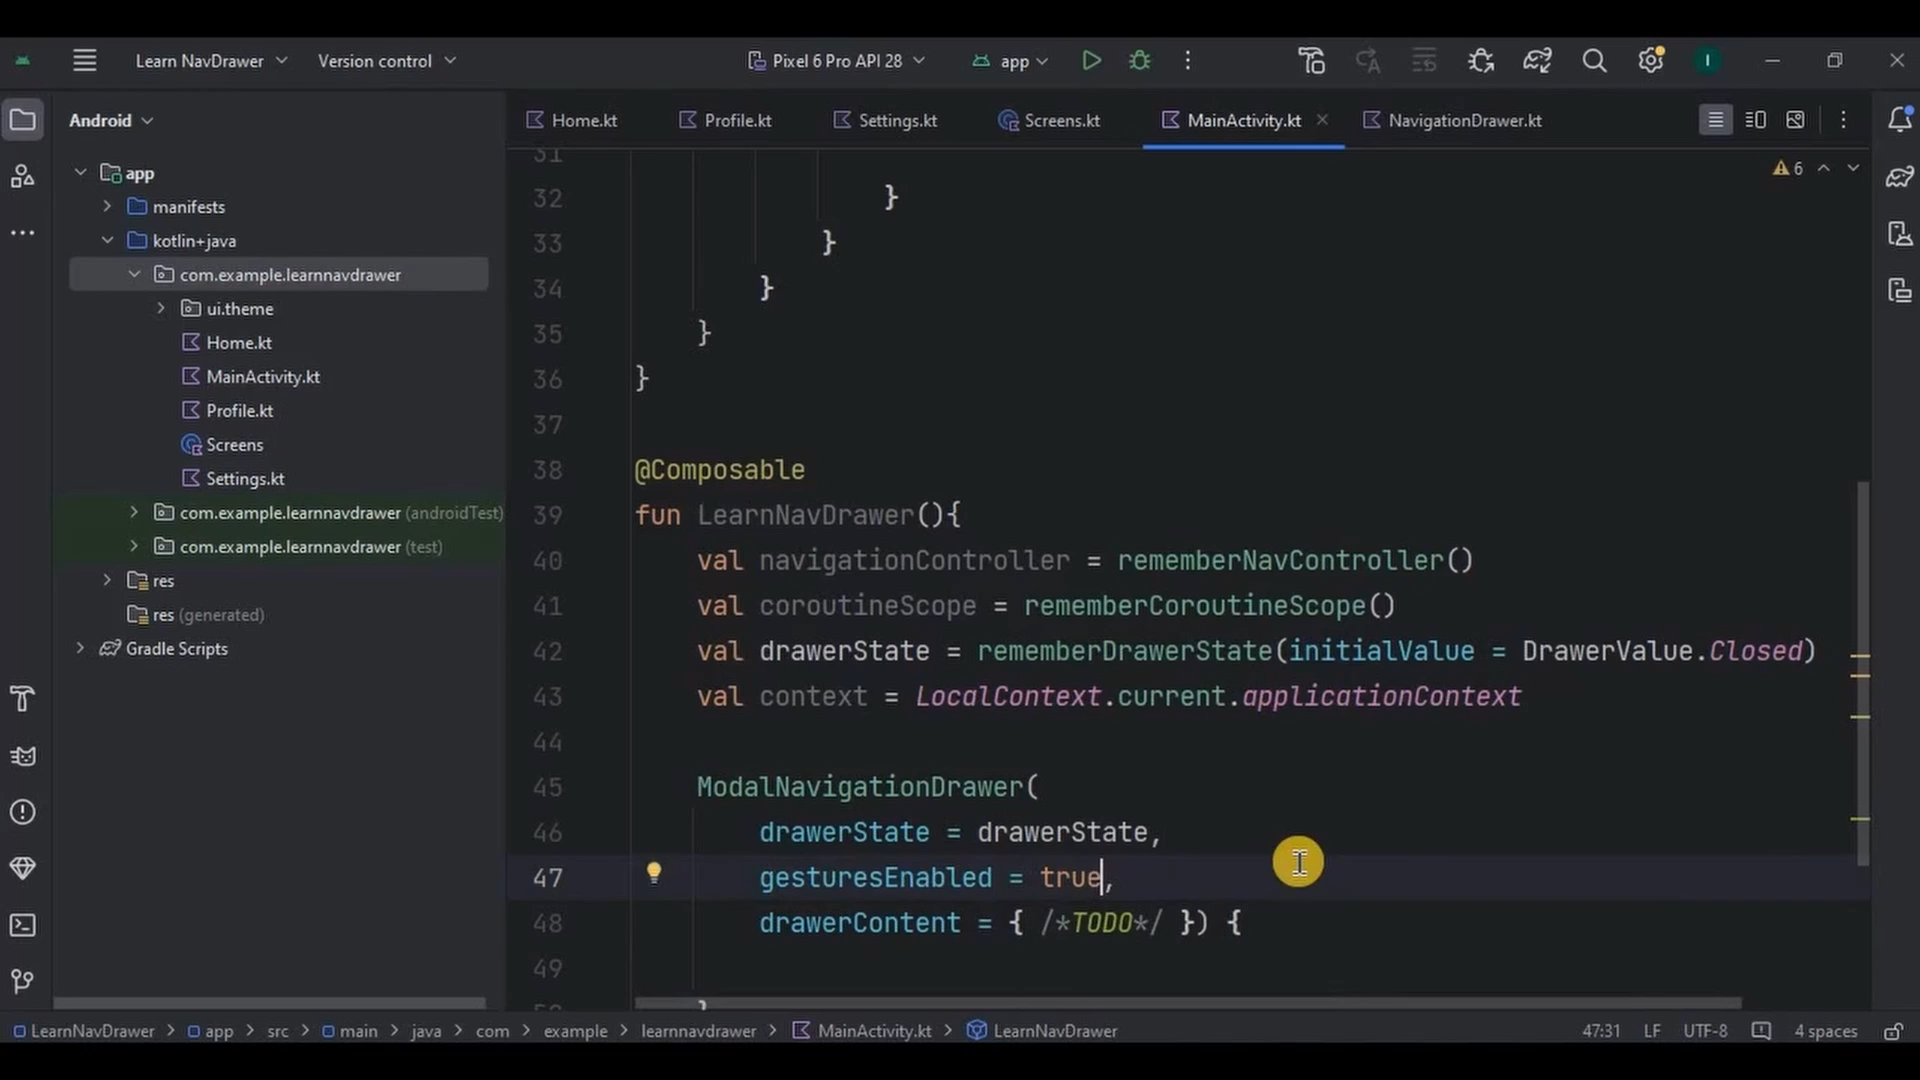 Learn NavDrawer
Version control
Pixel 6 Pro API 28
app
I
Android
Home.kt
Profile.kt
Settings.kt
Screens.kt
MainActivity.kt
NavigationDrawer.kt
app
manifests
kotlin+java
com.example.learnnavdrawer
ui.theme
Home.kt
MainActivity.kt
Profile.kt
Screens
Settings.kt
com.example.learnnavdrawer (androidTest)
com.example.learnnavdrawer (test)
res
res (generated)
Gradle Scripts
6
31
32 }
33 }
34 }
35 }
36 }
37
38 @Composable
39 fun LearnNavDrawer(){
40 val navigationController = rememberNavController()
41 val coroutineScope = rememberCoroutineScope()
42 val drawerState = rememberDrawerState(initialValue = DrawerValue.Closed)
43 val context = LocalContext.current.applicationContext
44
45 ModalNavigationDrawer(
46 drawerState = drawerState,
47 gesturesEnabled = true,
48 drawerContent = { /*TODO*/ }) {
49
LearnNavDrawer > app > src > main > java > com > example > learnnavdrawer > MainActivity.kt > LearnNavDrawer
47:31 LF UTF-8 4 spaces